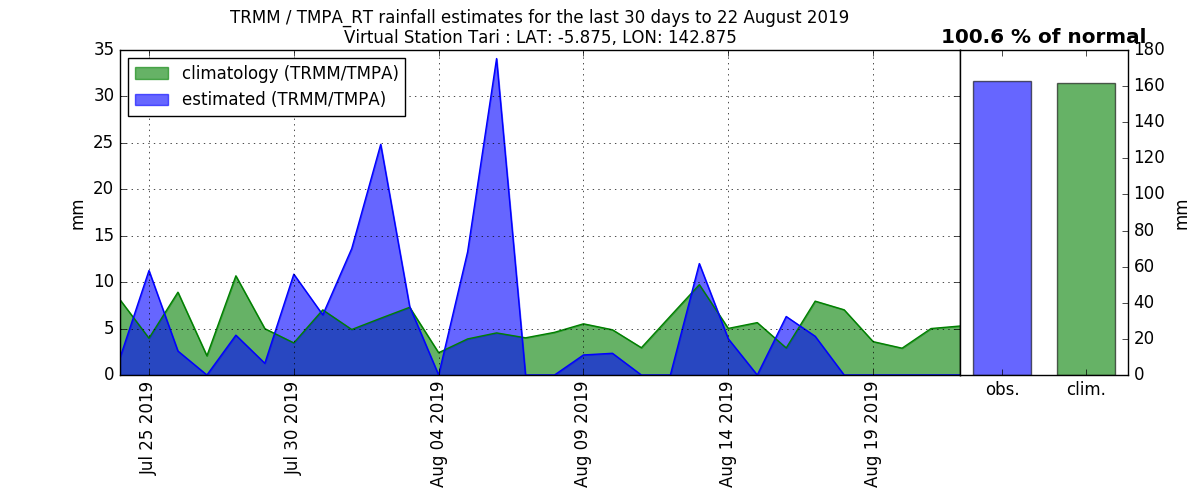 TRMM / TMPA_RT rainfall estimates for the last 30 days to 22 August 2019
Virtual Station Tari : LAT: -5.875, LON: 142.875
100.6 % of normal
climatology (TRMM/TMPA)
estimated (TRMM/TMPA)
mm
35
30
25
20
15
10
5
0
Jul 25 2019
Jul 30 2019
Aug 04 2019
Aug 09 2019
Aug 14 2019
Aug 19 2019
obs.
clim.
180
160
140
120
100
80
60
40
20
0
mm